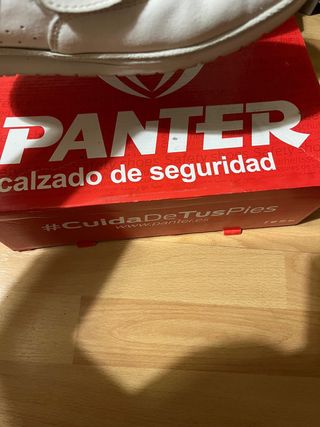 PANTER
calzado de seguridad
#CuidaDeTusPies
www.panter.es